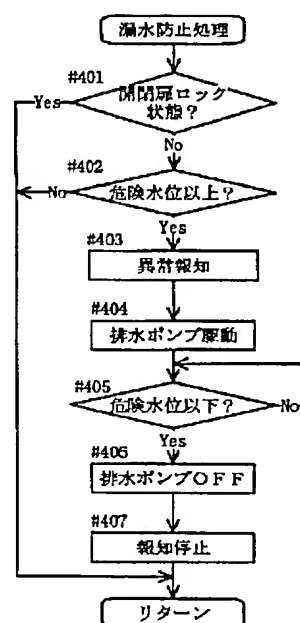 漏水防止処理
#401
開閉扉ロック
状態？
Yes
No
#402
危険水位以上？
No
Yes
#403
異常報知
#404
排水ポンプ駆動
#405
危険水位以下？
No
Yes
#406
排水ポンプＯＦＦ
#407
報知停止
リターン